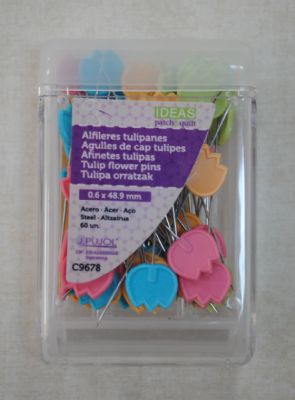 IDEAS
patch & quilt
Alfileres tulipanes
Agulles de cap tulipes
Alfinetes tulipas
Tulip flower pins
Tulipa orratzak
0.6 x 48.9 mm
Acero · Acer · Aço
Steel · Altzairua
60 un.
J.PUJOL
C9678